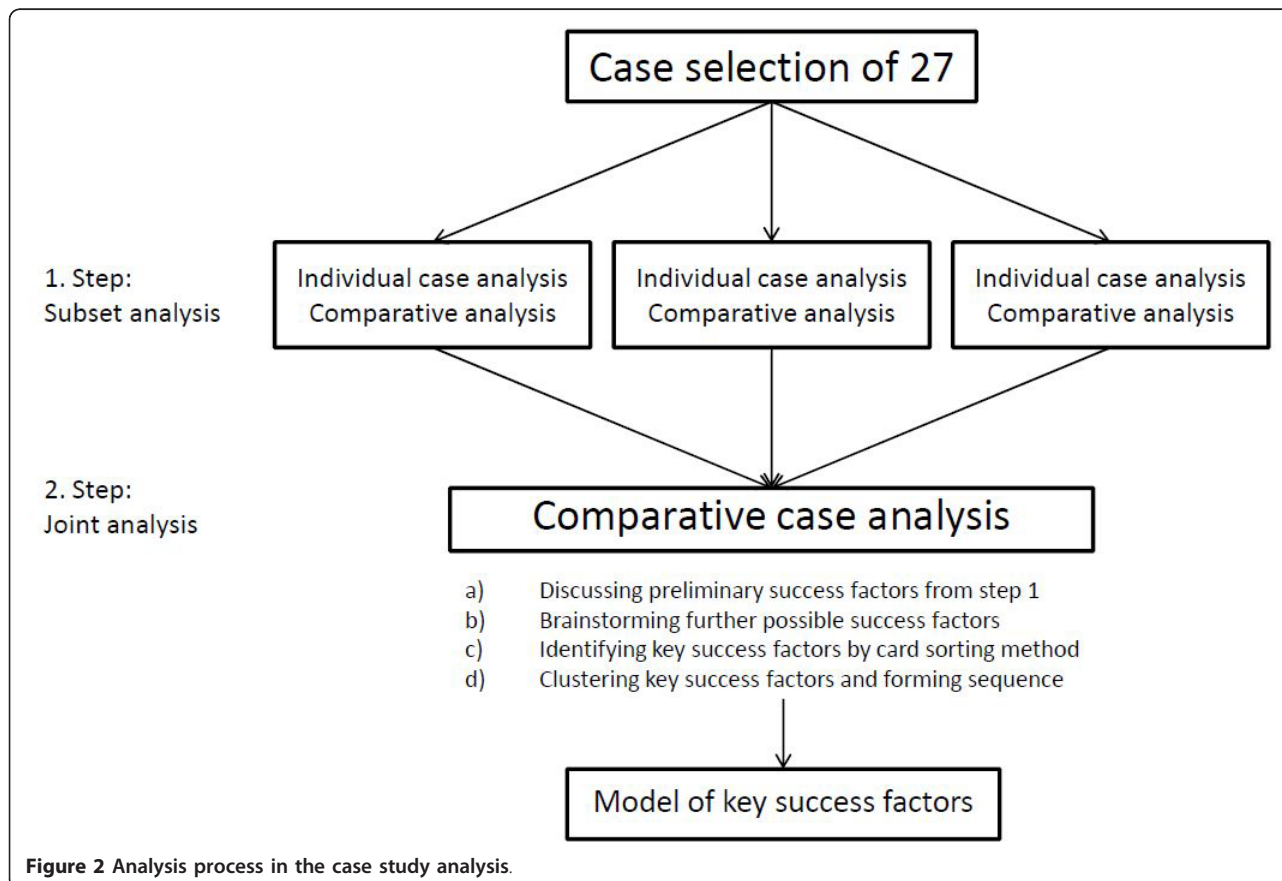 Case selection of 27
1. Step:
Subset analysis
Individual case analysis
Comparative analysis
Individual case analysis
Comparative analysis
Individual case analysis
Comparative analysis
2. Step:
Joint analysis
Comparative case analysis
a) Discussing preliminary success factors from step 1
b) Brainstorming further possible success factors
c) Identifying key success factors by card sorting method
d) Clustering key success factors and forming sequence
Model of key success factors
Figure 2 Analysis process in the case study analysis.